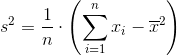 s^2 = \frac{1}{n} \cdot \left( \sum_{i=1}^{n} x_i - \overline{x}^2 \right)